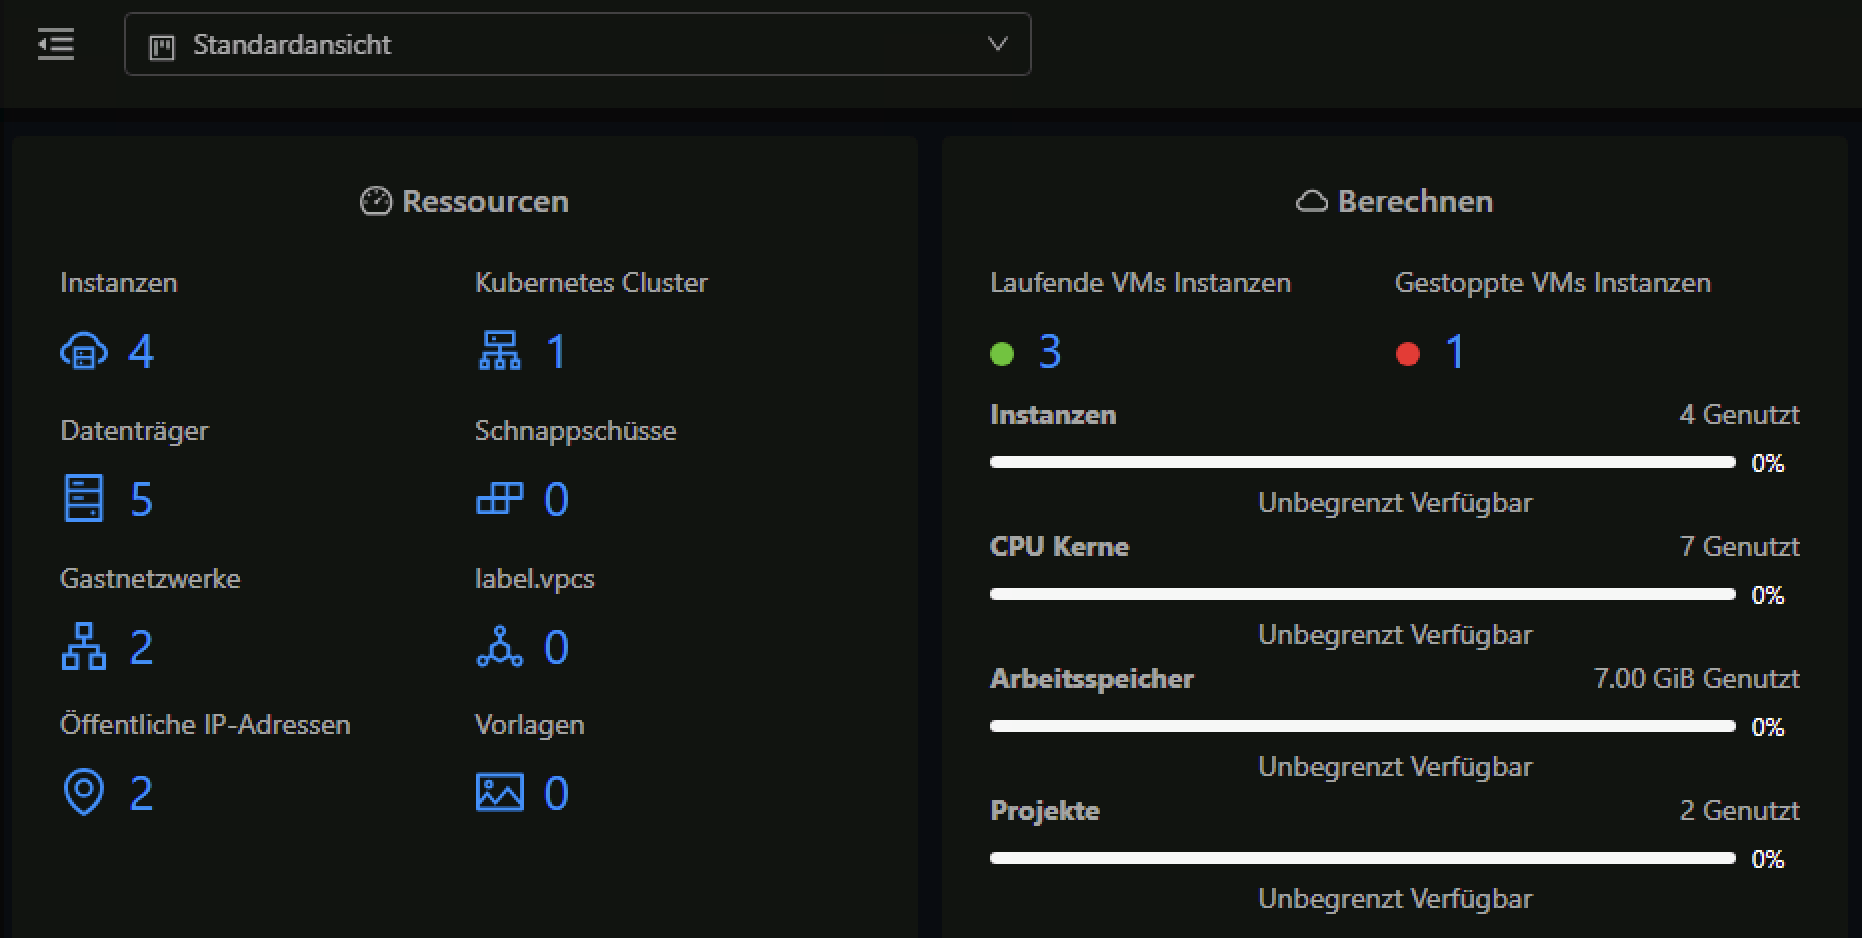 Standardansicht
Ressourcen
Instanzen Kubernetes Cluster
4 1
Datenträger Schnappschüsse
5 0
Gastnetzwerke label.vpcs
2 0
Öffentliche IP-Adressen Vorlagen
2 0
Berechnen
Laufende VMs Instanzen Gestoppte VMs Instanzen
3 1
Instanzen 4 Genutzt
0%
Unbegrenzt Verfügbar
CPU Kerne 7 Genutzt
0%
Unbegrenzt Verfügbar
Arbeitsspeicher 7.00 GiB Genutzt
0%
Unbegrenzt Verfügbar
Projekte 2 Genutzt
0%
Unbegrenzt Verfügbar